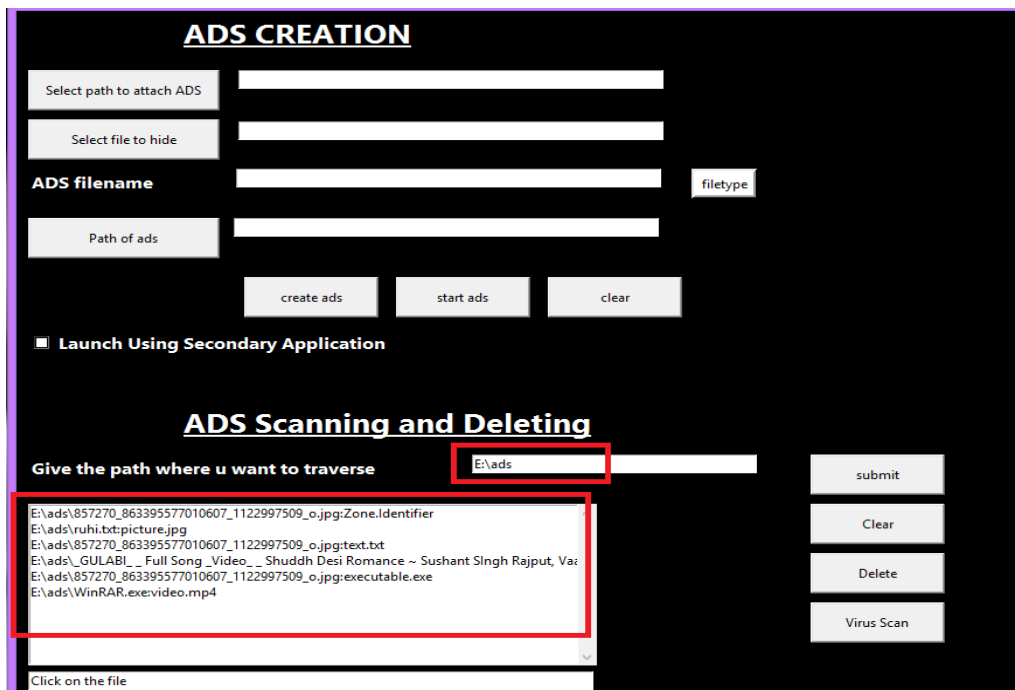 ADS CREATION
Select path to attach ADS
Select file to hide
ADS filename
filetype
Path of ads
create ads
start ads
clear
Launch Using Secondary Application
ADS Scanning and Deleting
Give the path where u want to traverse
E:\ads
submit
E:\ads\857270_863395577010607_1122997509_o.jpg:Zone.Identifier
E:\ads\ruhi.txt:picture.jpg
E:\ads\857270_863395577010607_1122997509_o.jpg:text.txt
E:\ads\_GULABI_ _ Full Song _Video_ _ Shuddh Desi Romance ~ Sushant SIngh Rajput, Vaa
E:\ads\857270_863395577010607_1122997509_o.jpg:executable.exe
E:\ads\WinRAR.exe:video.mp4
Clear
Delete
Virus Scan
Click on the file